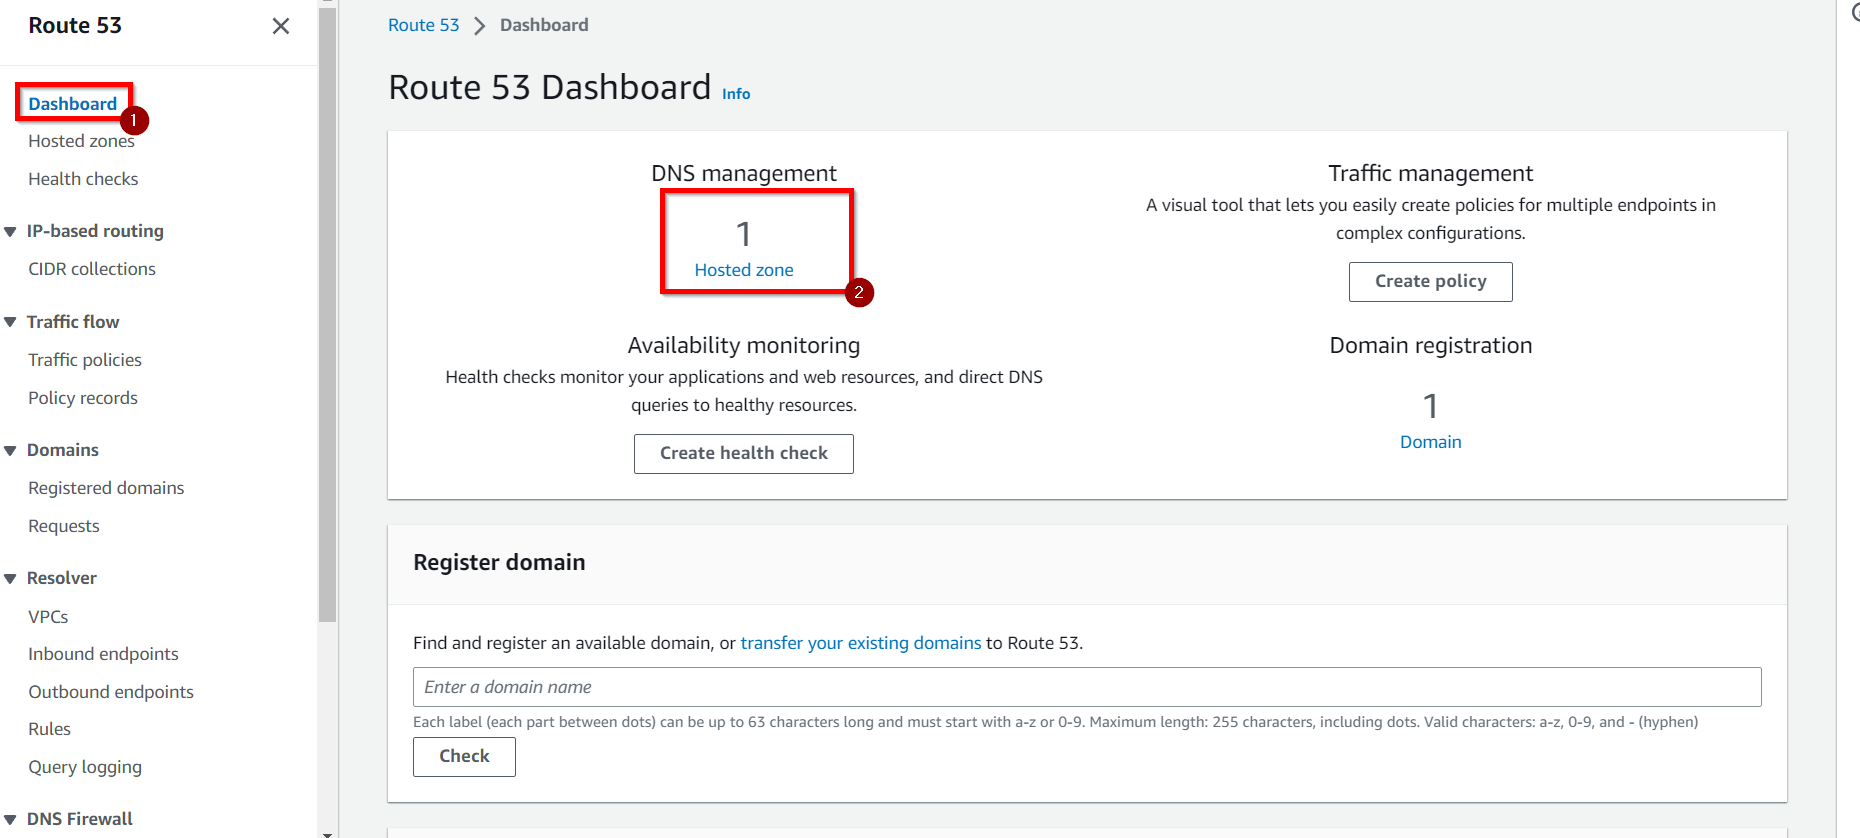 Route 53
Dashboard
1
Hosted zones
Health checks
IP-based routing
CIDR collections
Traffic flow
Traffic policies
Policy records
Domains
Registered domains
Requests
Resolver
VPCs
Inbound endpoints
Outbound endpoints
Rules
Query logging
DNS Firewall
Route 53 > Dashboard
Route 53 Dashboard Info
DNS management
1
Hosted zone
2
Traffic management
A visual tool that lets you easily create policies for multiple endpoints in
complex configurations.
Create policy
Availability monitoring
Health checks monitor your applications and web resources, and direct DNS
queries to healthy resources.
Create health check
Domain registration
1
Domain
Register domain
Find and register an available domain, or transfer your existing domains to Route 53.
Enter a domain name
Each label (each part between dots) can be up to 63 characters long and must start with a-z or 0-9. Maximum length: 255 characters, including dots. Valid characters: a-z, 0-9, and - (hyphen)
Check